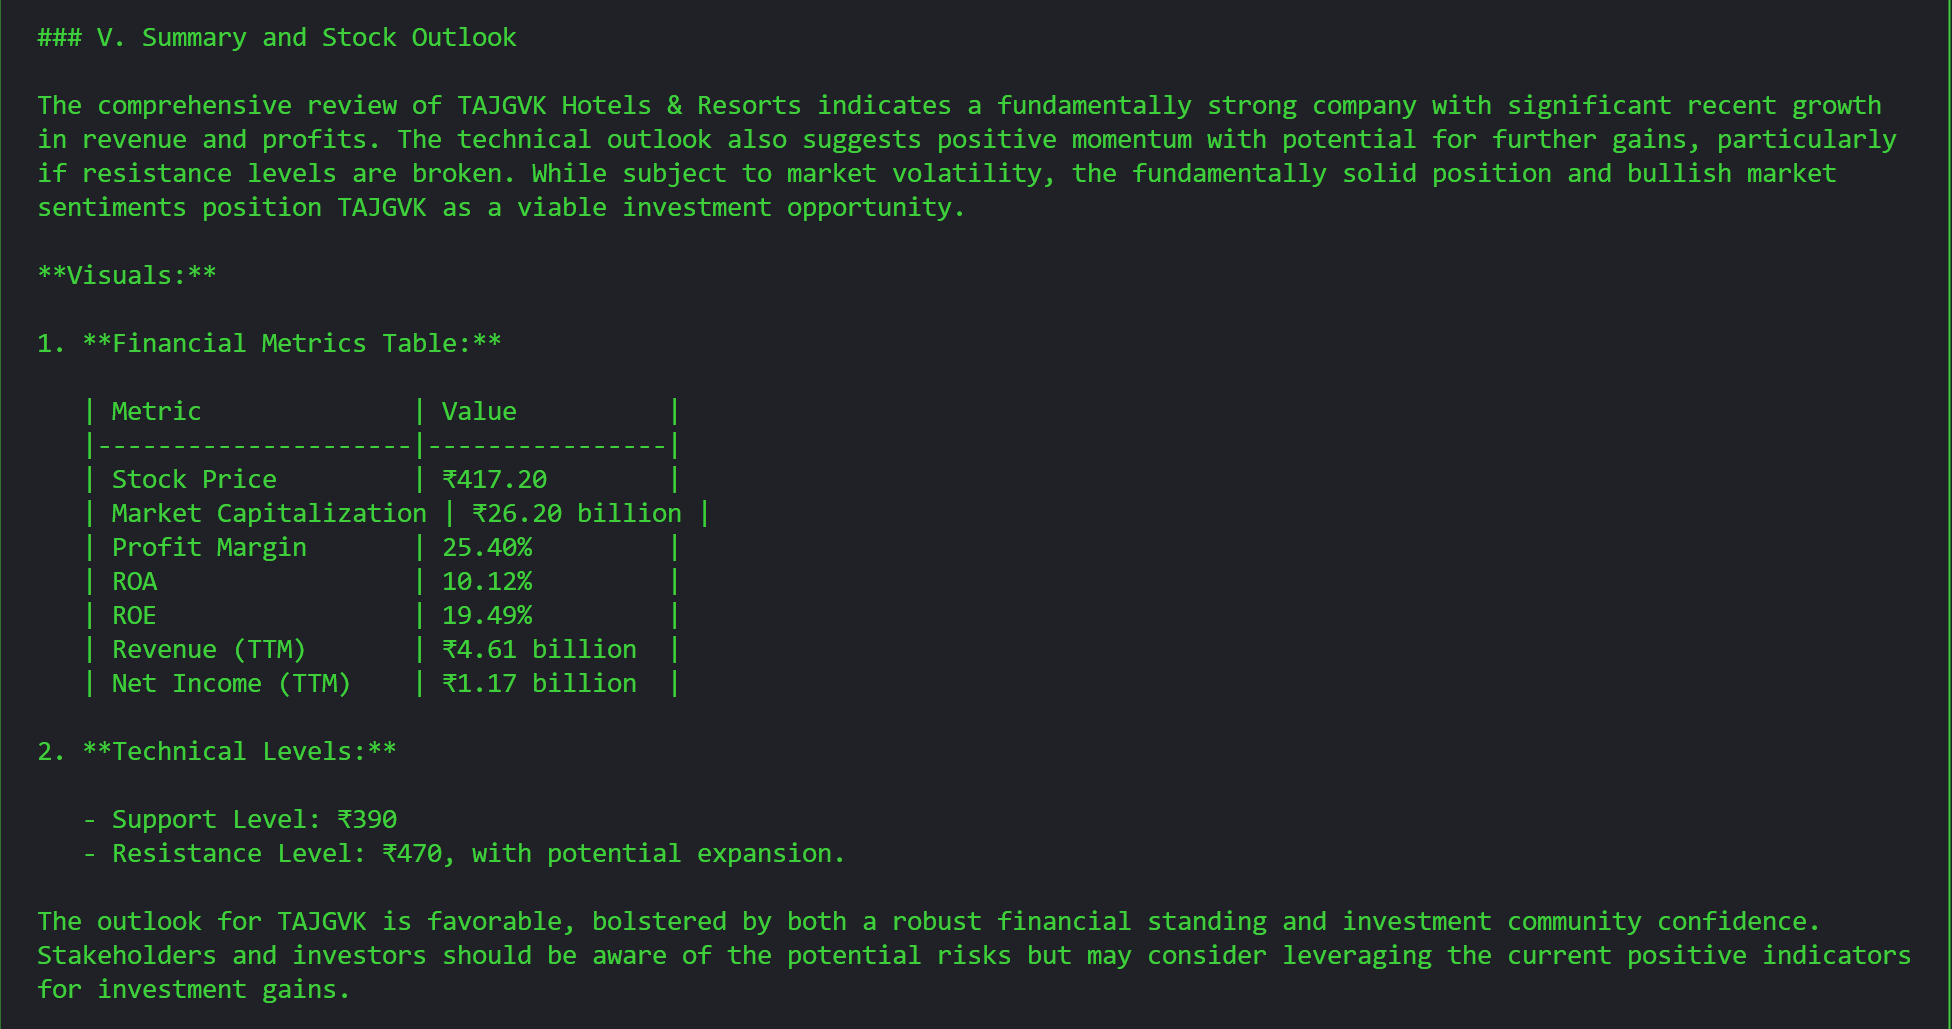 ### V. Summary and Stock Outlook
The comprehensive review of TAJGVK Hotels & Resorts indicates a fundamentally strong company with significant recent growth
in revenue and profits. The technical outlook also suggests positive momentum with potential for further gains, particularly
if resistance levels are broken. While subject to market volatility, the fundamentally solid position and bullish market
sentiments position TAJGVK as a viable investment opportunity.
**Visuals:**
1. **Financial Metrics Table:**
| Metric              | Value          |
|---------------------|----------------|
| Stock Price         | ₹417.20        |
| Market Capitalization | ₹26.20 billion |
| Profit Margin       | 25.40%         |
| ROA                 | 10.12%         |
| ROE                 | 19.49%         |
| Revenue (TTM)       | ₹4.61 billion  |
| Net Income (TTM)    | ₹1.17 billion  |
2. **Technical Levels:**
- Support Level: ₹390
- Resistance Level: ₹470, with potential expansion.
The outlook for TAJGVK is favorable, bolstered by both a robust financial standing and investment community confidence.
Stakeholders and investors should be aware of the potential risks but may consider leveraging the current positive indicators
for investment gains.